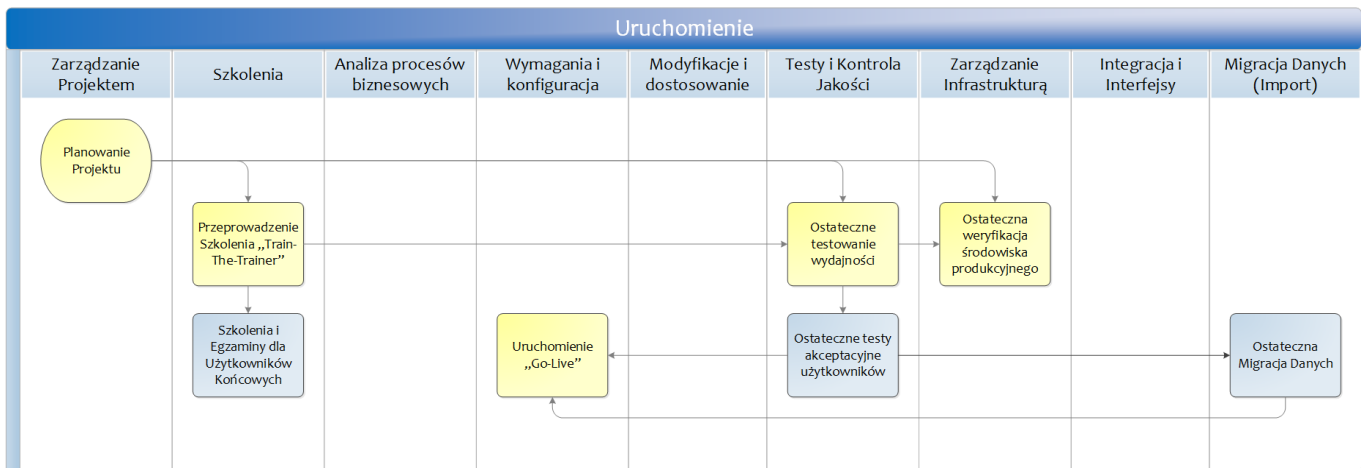 Uruchomienie
Zarządzanie
Projektem
Szkolenia
Analiza procesów
biznesowych
Wymagania i
konfiguracja
Modyfikacje i
dostosowanie
Testy i Kontrola
Jakości
Zarządzanie
Infrastrukturą
Integracja i
Interfejsy
Migracja Danych
(Import)
Planowanie
Projektu
Przeprowadzenie
Szkolenia „Train-
The-Trainer”
Ostateczne
testowanie
wydajności
Ostateczna
weryfikacja
środowiska
produkcyjnego
Szkolenia i
Egzaminy dla
Użytkowników
Końcowych
Uruchomienie
„Go-Live”
Ostateczne testy
akceptacyjne
użytkowników
Ostateczna
Migracja Danych